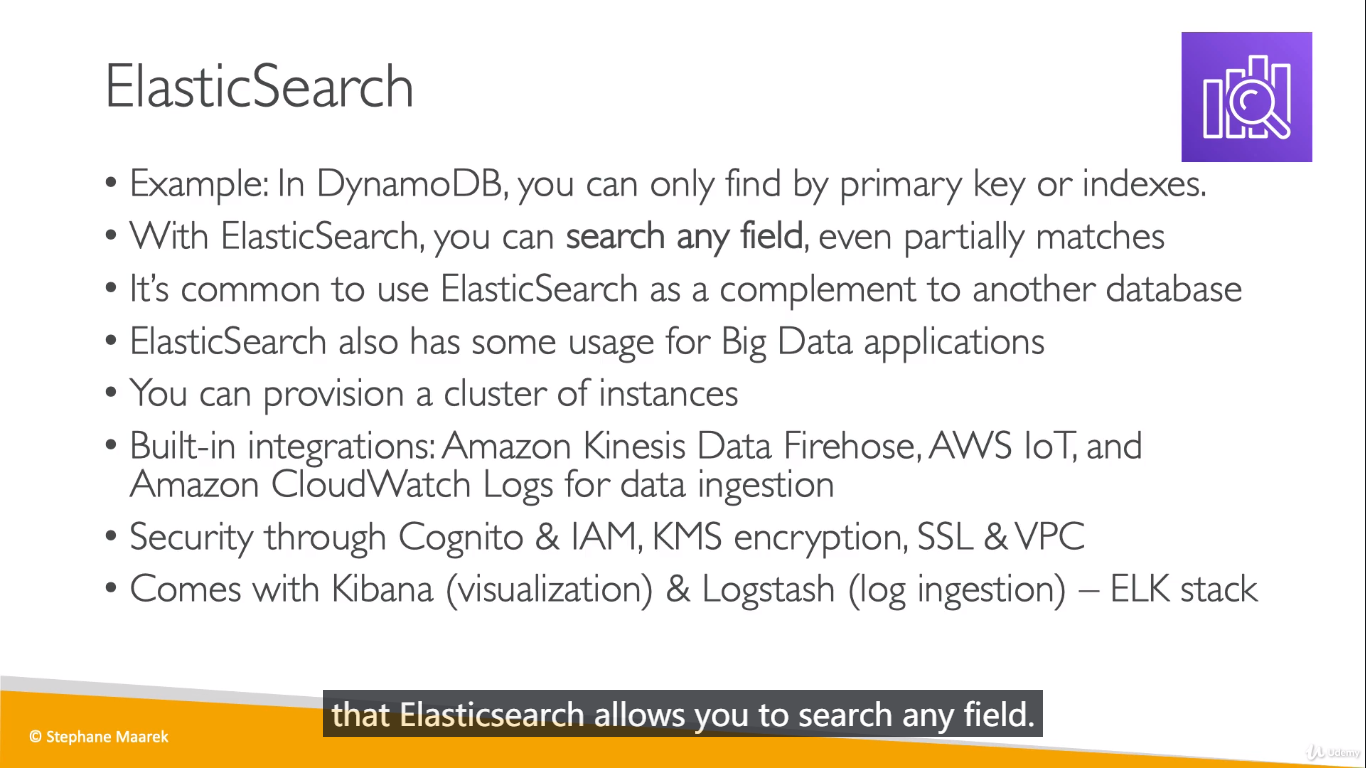 ElasticSearch
• Example: In DynamoDB, you can only find by primary key or indexes.
• With ElasticSearch, you can search any field, even partially matches
• It's common to use ElasticSearch as a complement to another database
• ElasticSearch also has some usage for Big Data applications
• You can provision a cluster of instances
• Built-in integrations: Amazon Kinesis Data Firehose, AWS IoT, and
Amazon CloudWatch Logs for data ingestion
• Security through Cognito & IAM, KMS encryption, SSL & VPC
• Comes with Kibana (visualization) & Logstash (log ingestion) – ELK stack
that Elasticsearch allows you to search any field.
© Stephane Maarek
Udemy